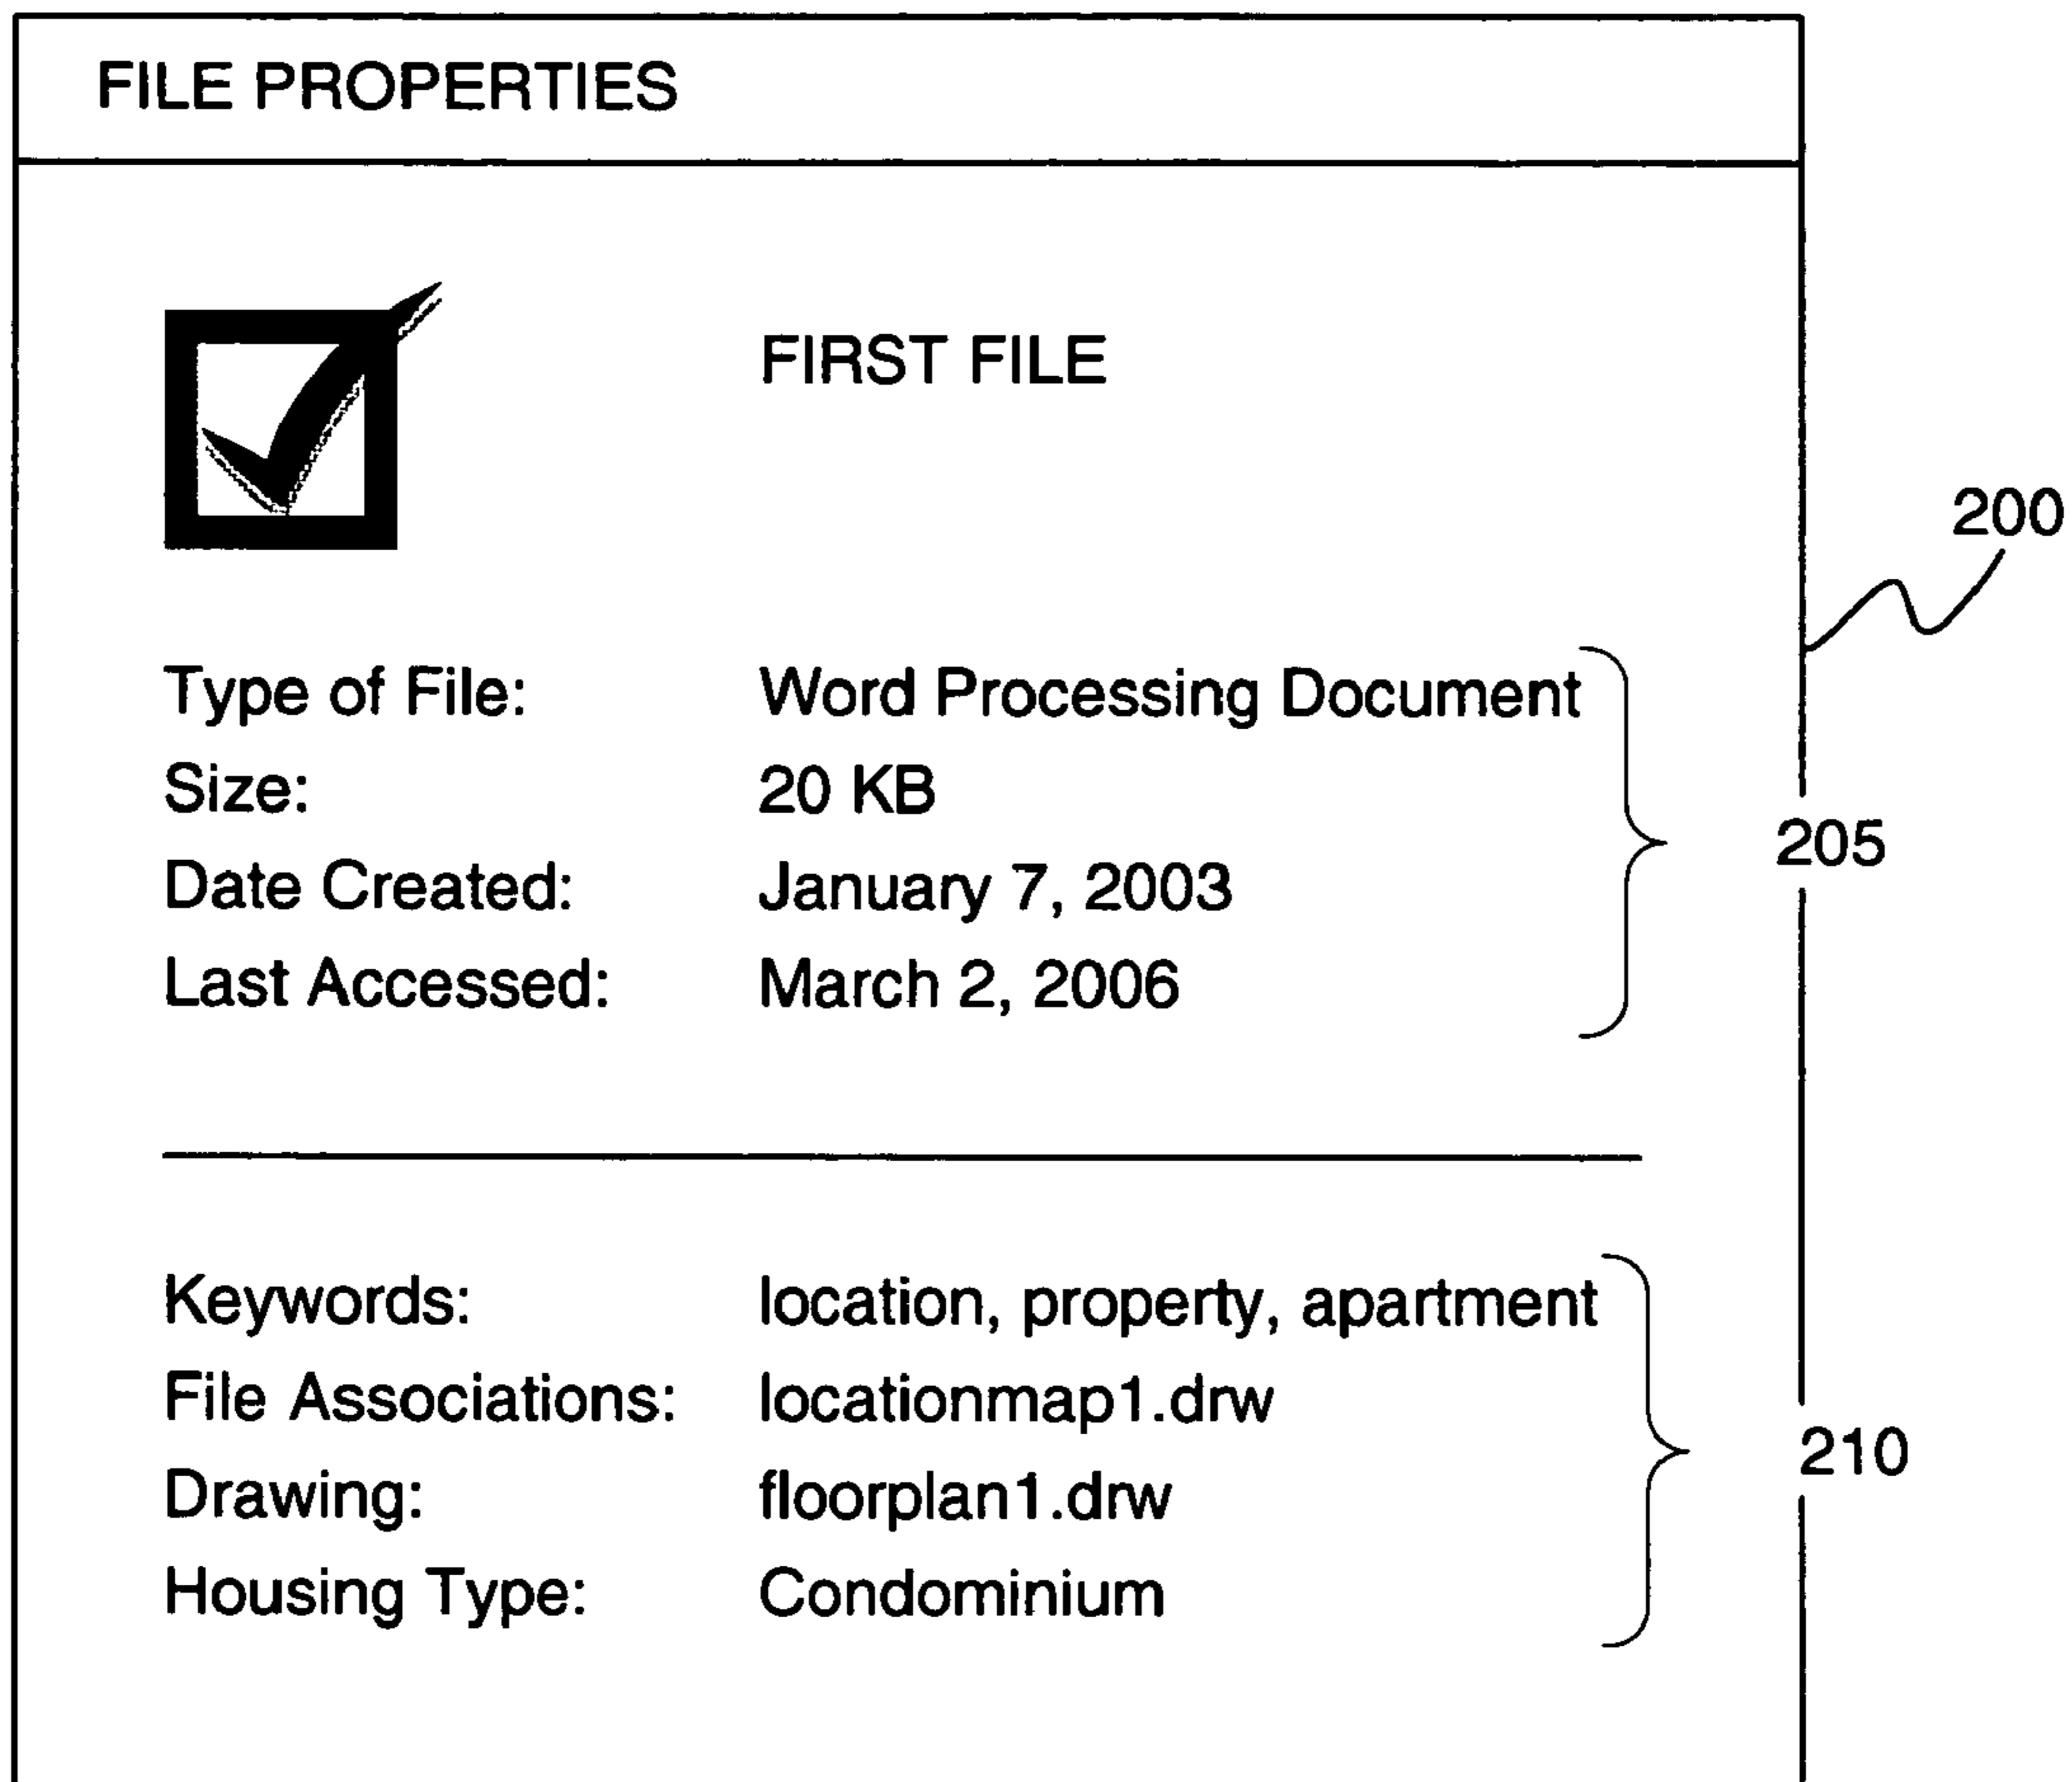 FILE PROPERTIES
FIRST FILE
200
Type of File: Word Processing Document
Size: 20 KB
205
Date Created: January 7, 2003
Last Accessed: March 2, 2006
Keywords: location, property, apartment
File Associations: locationmap1.drw
210
Drawing: floorplan1.drw
Housing Type: Condominium